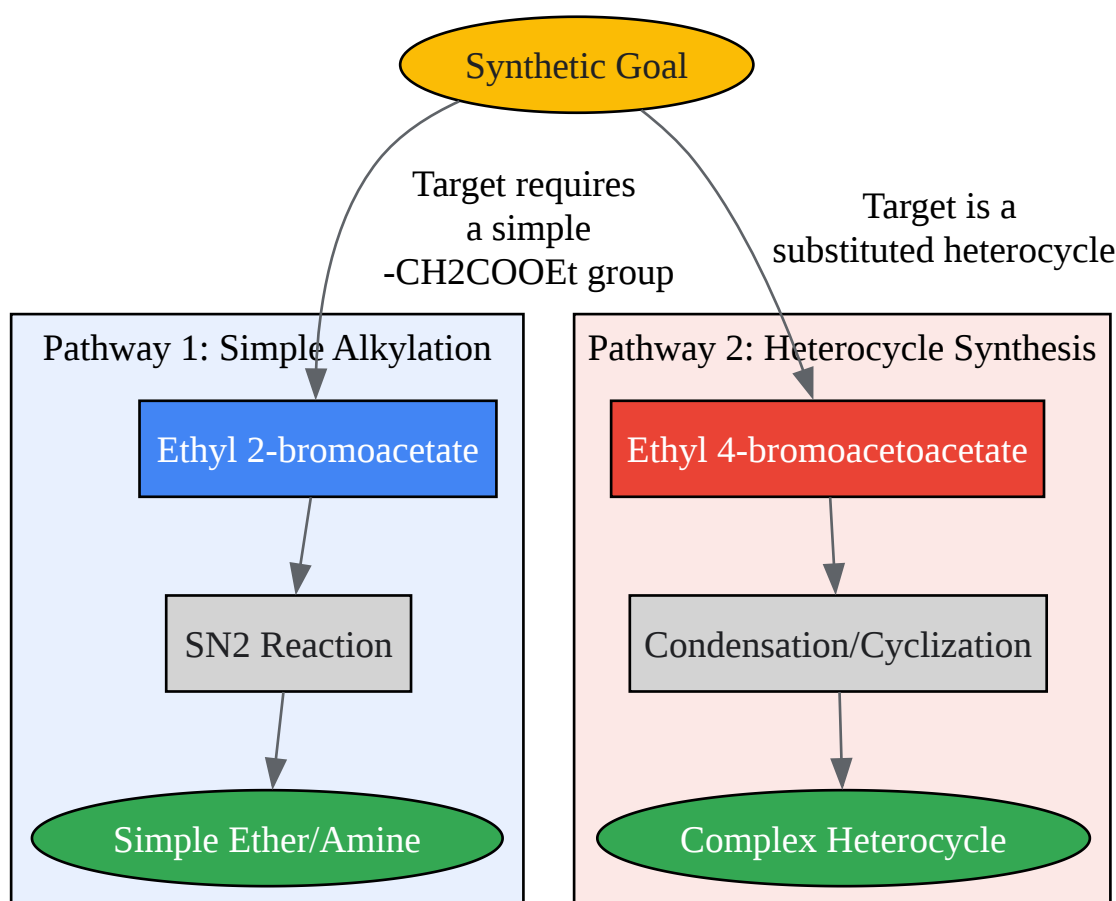 Synthetic Goal
Target requires
a simple
-CH2COOEt group
Target is a
substituted heterocycle
Pathway 1: Simple Alkylation
Ethyl 2-bromoacetate
SN2 Reaction
Simple Ether/Amine
Pathway 2: Heterocycle Synthesis
Ethyl 4-bromoacetoacetate
Condensation/Cyclization
Complex Heterocycle